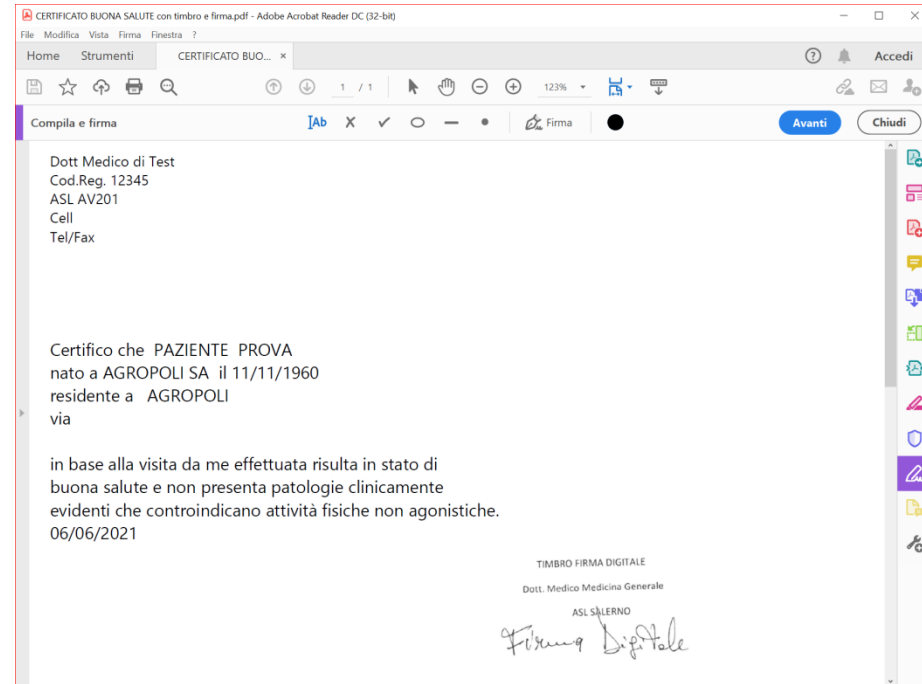 CERTIFICATO BUONA SALUTE con timbro e firma.pdf - Adobe Acrobat Reader DC (32-bit)
File Modifica Vista Firma Finestra ?
Home Strumenti CERTIFICATO BUO... × ? Accedi
1 / 1 123%
Compila e firma IAb X Firma Avanti Chiudi
Dott Medico di Test
Cod.Reg. 12345
ASL AV201
Cell
Tel/Fax
Certifico che PAZIENTE PROVA
nato a AGROPOLI SA il 11/11/1960
residente a AGROPOLI
via
in base alla visita da me effettuata risulta in stato di
buona salute e non presenta patologie clinicamente
evidenti che controindicano attività fisiche non agonistiche.
06/06/2021
TIMBRO FIRMA DIGITALE
Dott. Medico Medicina Generale
ASL SALERNO
Firma Digitale